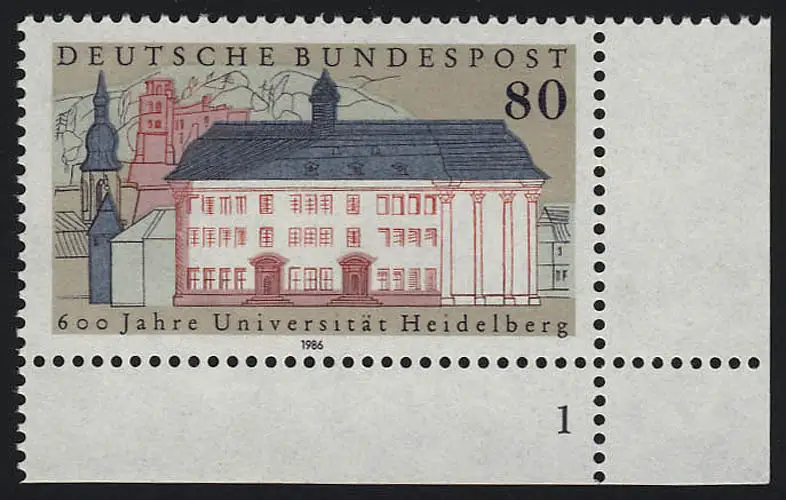 DEUTSCHE BUNDESPOST
80
600 Jahre Universität Heidelberg
1986
1